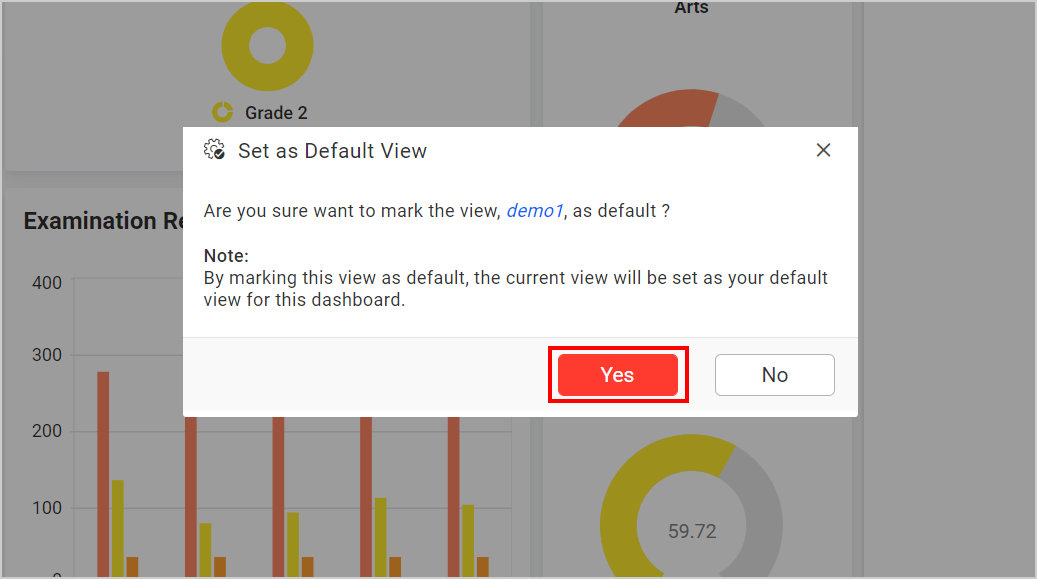 Arts
Grade 2
Set as Default View
Examination Re
Are you sure want to mark the view, demo1, as default ?
Note:
By marking this view as default, the current view will be set as your default
view for this dashboard.
400
300
200
100
0
Yes
No
59.72